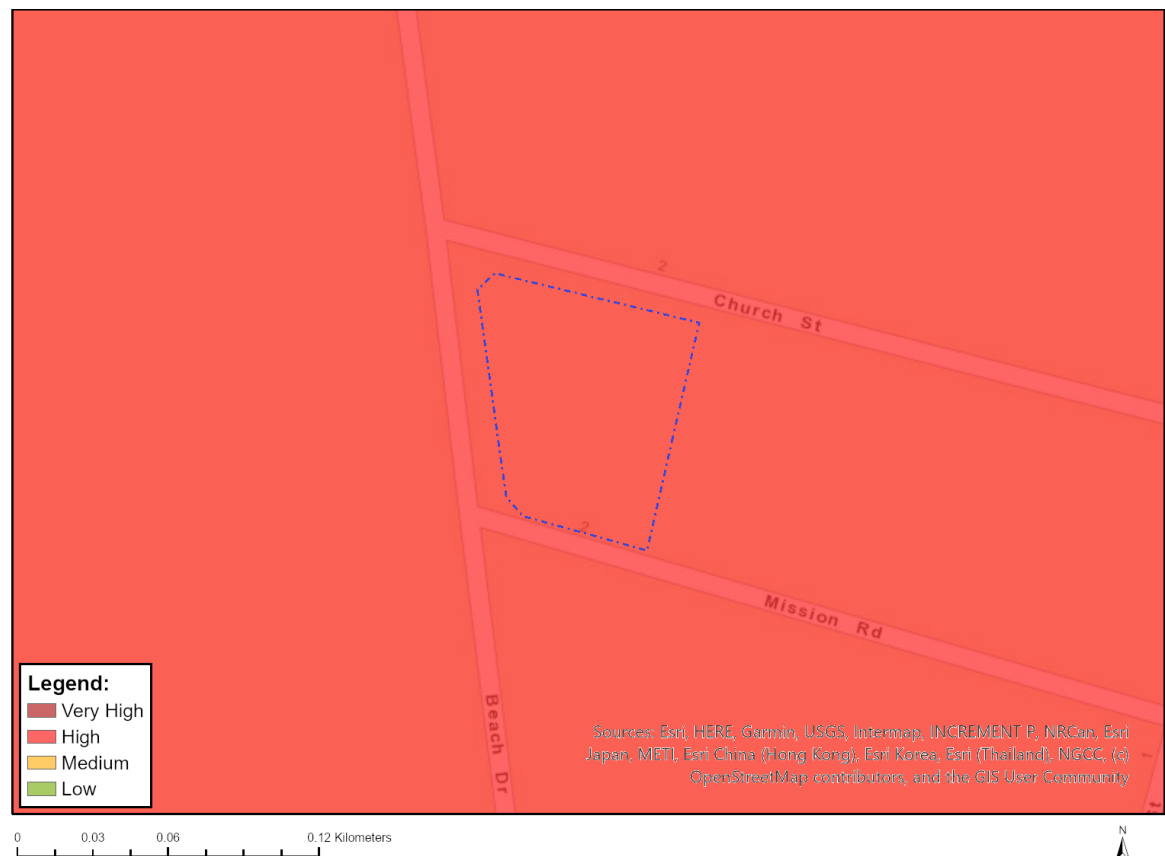 2
Church St
2
Mission Rd
Beach Dr
1
st
Legend:
Very High
High
Medium
Low
Sources: Esri, HERE, Garmin, USGS, Intermap, INCREMENT P, NRCan, Esri
Japan, METI, Esri China (Hong Kong), Esri Korea, Esri (Thailand), NGCC, (c)
OpenStreetMap contributors, and the GIS User Community
0 0.03 0.06 0.12 Kilometers
N